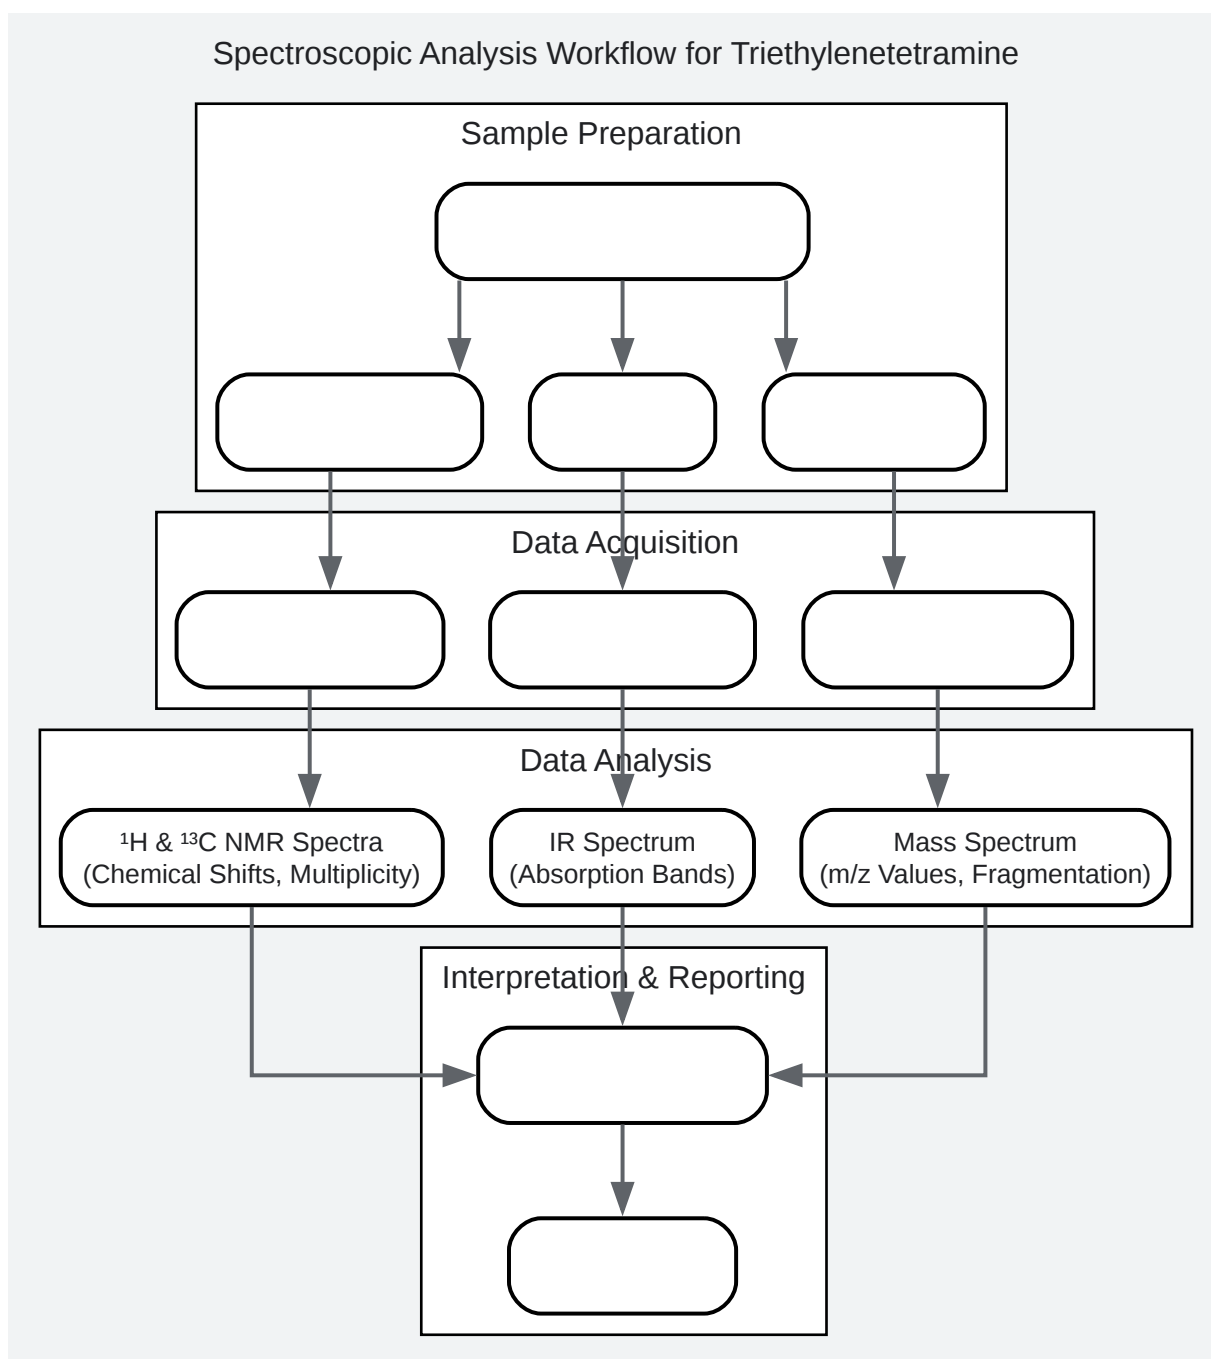 Spectroscopic Analysis Workflow for Triethylenetetramine
Sample Preparation
Data Acquisition
Data Analysis
¹H & ¹³C NMR Spectra
(Chemical Shifts, Multiplicity)
IR Spectrum
(Absorption Bands)
Mass Spectrum
(m/z Values, Fragmentation)
Interpretation & Reporting